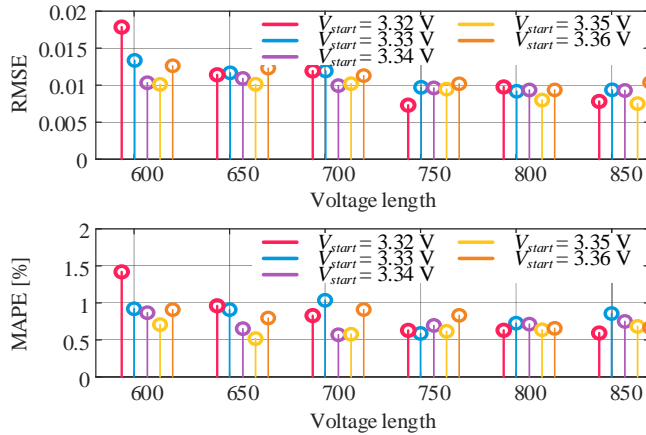 0.02
0.015
0.01
0.005
0
RMSE
V_start = 3.32 V
V_start = 3.33 V
V_start = 3.34 V
V_start = 3.35 V
V_start = 3.36 V
600 650 700 750 800 850
Voltage length
2
1.5
1
0.5
0
MAPE [%]
V_start = 3.32 V
V_start = 3.33 V
V_start = 3.34 V
V_start = 3.35 V
V_start = 3.36 V
600 650 700 750 800 850
Voltage length